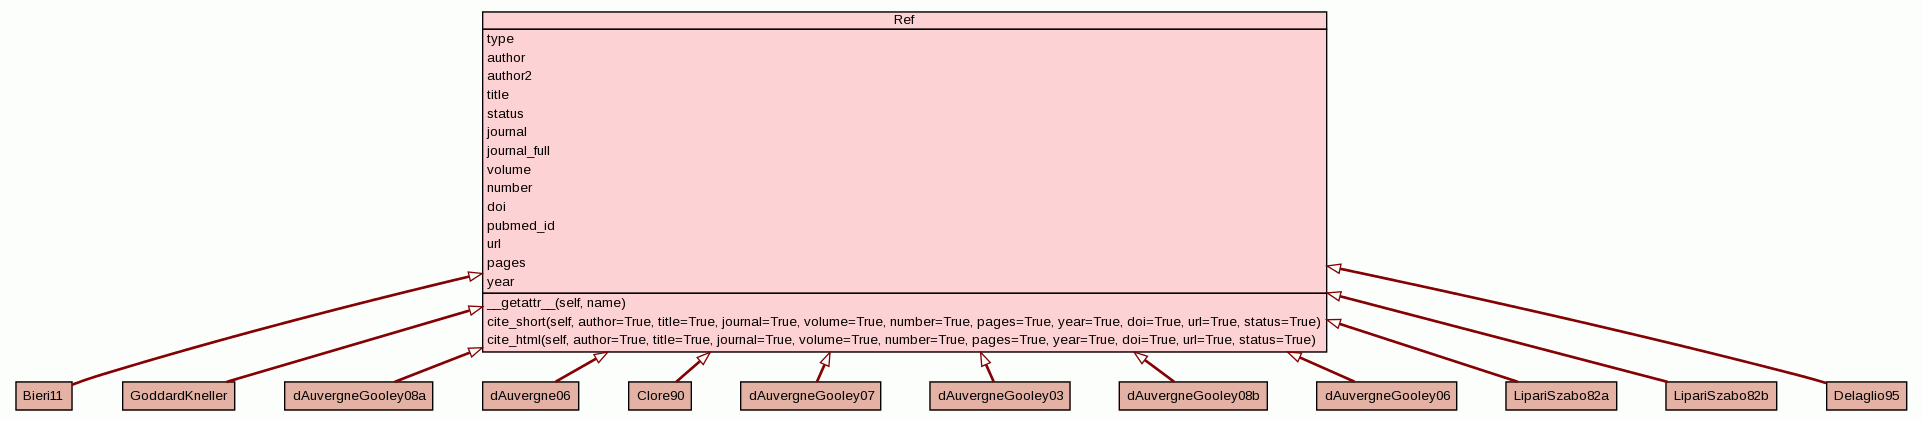 Ref
type
author
author2
title
status
journal
journal_full
volume
number
doi
pubmed_id
url
pages
year
__getattr__(self, name)
cite_short(self, author=True, title=True, journal=True, volume=True, number=True, pages=True, year=True, doi=True, url=True, status=True)
cite_html(self, author=True, title=True, journal=True, volume=True, number=True, pages=True, year=True, doi=True, url=True, status=True)
Bieri11
GoddardKneller
dAuvergneGooley08a
dAuvergne06
Clore90
dAuvergneGooley07
dAuvergneGooley03
dAuvergneGooley08b
dAuvergneGooley06
LipariSzabo82a
LipariSzabo82b
Delaglio95